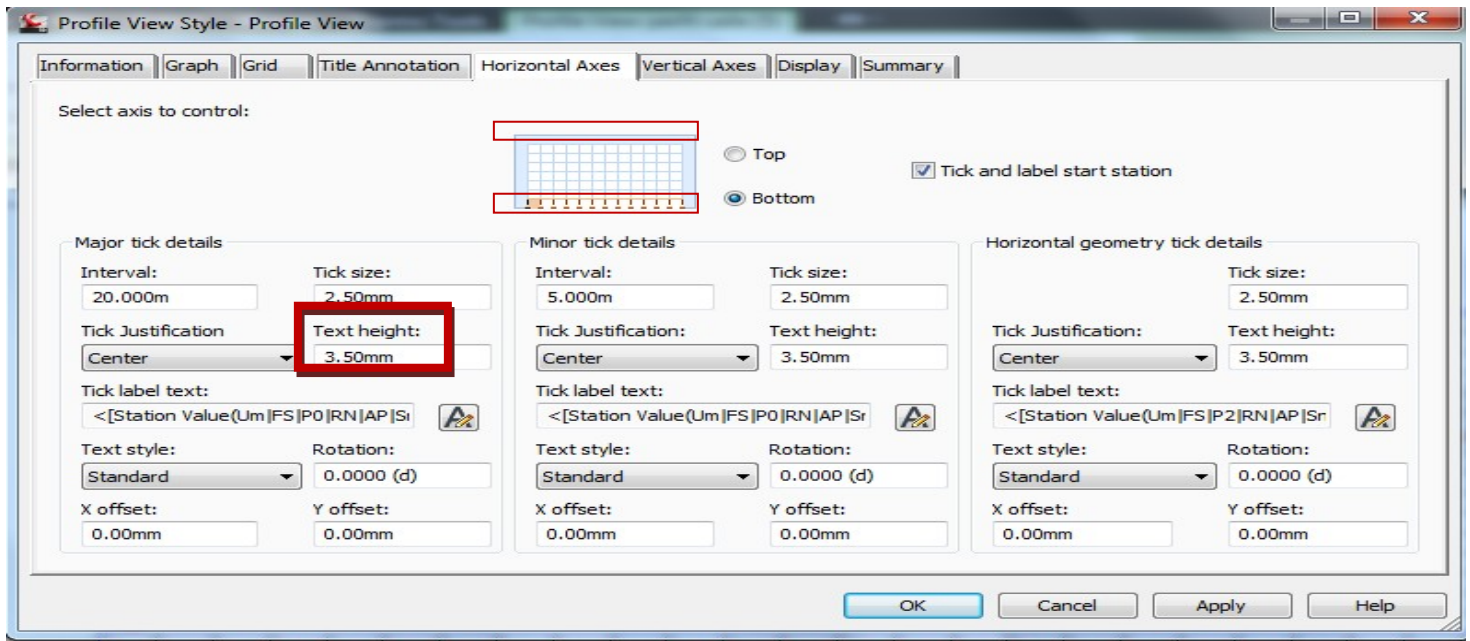 Profile View Style - Profile View
Information Graph Grid Title Annotation Horizontal Axes Vertical Axes Display Summary
Select axis to control:
Top
Tick and label start station
Bottom
Major tick details
Interval: Tick size:
20.000m 2.50mm
Tick Justification Text height:
Center 3.50mm
Tick label text:
<[Station Value(Um|FS|P0|RN|AP|Sr
Text style: Rotation:
Standard 0.0000 (d)
X offset: Y offset:
0.00mm 0.00mm
Minor tick details
Interval: Tick size:
5.000m 2.50mm
Tick Justification: Text height:
Center 3.50mm
Tick label text:
<[Station Value(Um|FS|P0|RN|AP|Sr
Text style: Rotation:
Standard 0.0000 (d)
X offset: Y offset:
0.00mm 0.00mm
Horizontal geometry tick details
Tick size:
2.50mm
Tick Justification: Text height:
Center 3.50mm
Tick label text:
<[Station Value(Um|FS|P2|RN|AP|Sn
Text style: Rotation:
Standard 0.0000 (d)
X offset: Y offset:
0.00mm 0.00mm
OK Cancel Apply Help